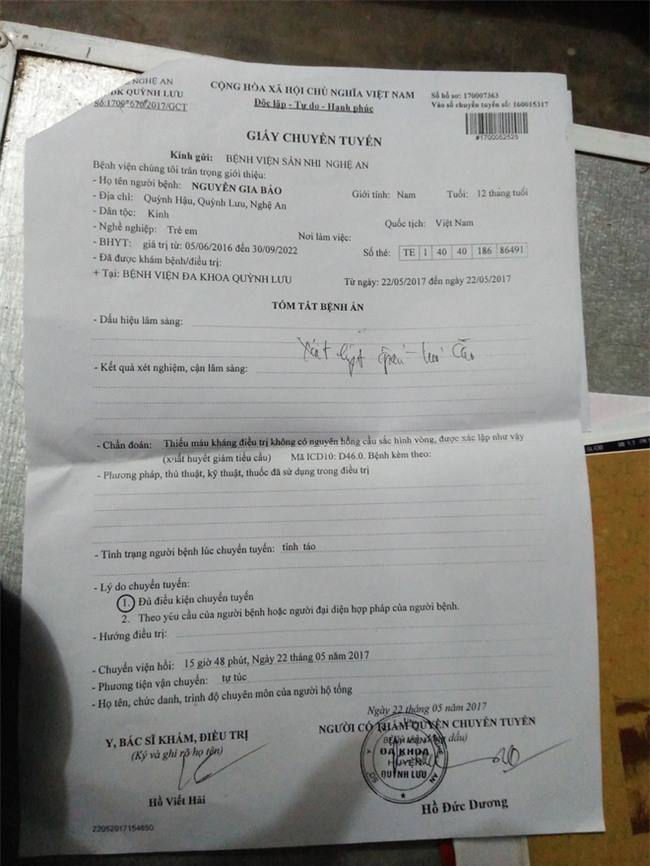 NGHỆ AN
ĐK QUỲNH LƯU
2017/GCT
CỘNG HÒA XÃ HỘI CHỦ NGHĨA VIỆT NAM
Độc lập - Tự do - Hạnh phúc
Số hồ sơ: 170007363
Vào sổ chuyển tuyến số: 160015317
#1700052525
GIẤY CHUYỂN TUYẾN
Kính gửi: BỆNH VIỆN SẢN NHI NGHỆ AN
Bệnh viện chúng tôi trân trọng giới thiệu:
- Họ tên người bệnh: NGUYỄN GIA BẢO Giới tính: Nam Tuổi: 12 tháng tuổi
- Địa chỉ: Quỳnh Hậu, Quỳnh Lưu, Nghệ An
- Dân tộc: Kinh Quốc tịch: Việt Nam
- Nghề nghiệp: Trẻ em Nơi làm việc:
- BHYT: giá trị từ: 05/06/2016 đến 30/09/2022 Số thẻ: TE 1 40 40 186 86491
- Đã được khám bệnh/điều trị:
+ Tại: BỆNH VIỆN ĐA KHOA QUỲNH LƯU Từ ngày: 22/05/2017 đến ngày 22/05/2017
TÓM TẮT BỆNH ÁN
- Dấu hiệu lâm sàng:
- Kết quả xét nghiệm, cận lâm sàng:
- Chẩn đoán: Thiếu máu kháng điều trị không có nguyên hồng cầu sắc hình vòng, được xác lập như vậy
(xuất huyết giảm tiểu cầu) Mã ICD10: D46.0. Bệnh kèm theo:
- Phương pháp, thủ thuật, kỹ thuật, thuốc đã sử dụng trong điều trị
- Tình trạng người bệnh lúc chuyển tuyến: tỉnh táo
- Lý do chuyển tuyến:
1. Đủ điều kiện chuyển tuyến
2. Theo yêu cầu của người bệnh hoặc người đại diện hợp pháp của người bệnh.
- Hướng điều trị:
- Chuyển viện hồi: 15 giờ 48 phút, Ngày 22 tháng 05 năm 2017
- Phương tiện vận chuyển: tự túc
- Họ tên, chức danh, trình độ chuyên môn của người hộ tống
Ngày 22 tháng 05 năm 2017
Y, BÁC SĨ KHÁM, ĐIỀU TRỊ
NGƯỜI CÓ THẨM QUYỀN CHUYỂN TUYẾN
(Ký và ghi rõ họ tên)
dấu)
BỆNH VIỆN
ĐA KHOA
HUYỆN
QUỲNH LƯU
Hồ Viết Hải
Hồ Đức Dương
22052017154850